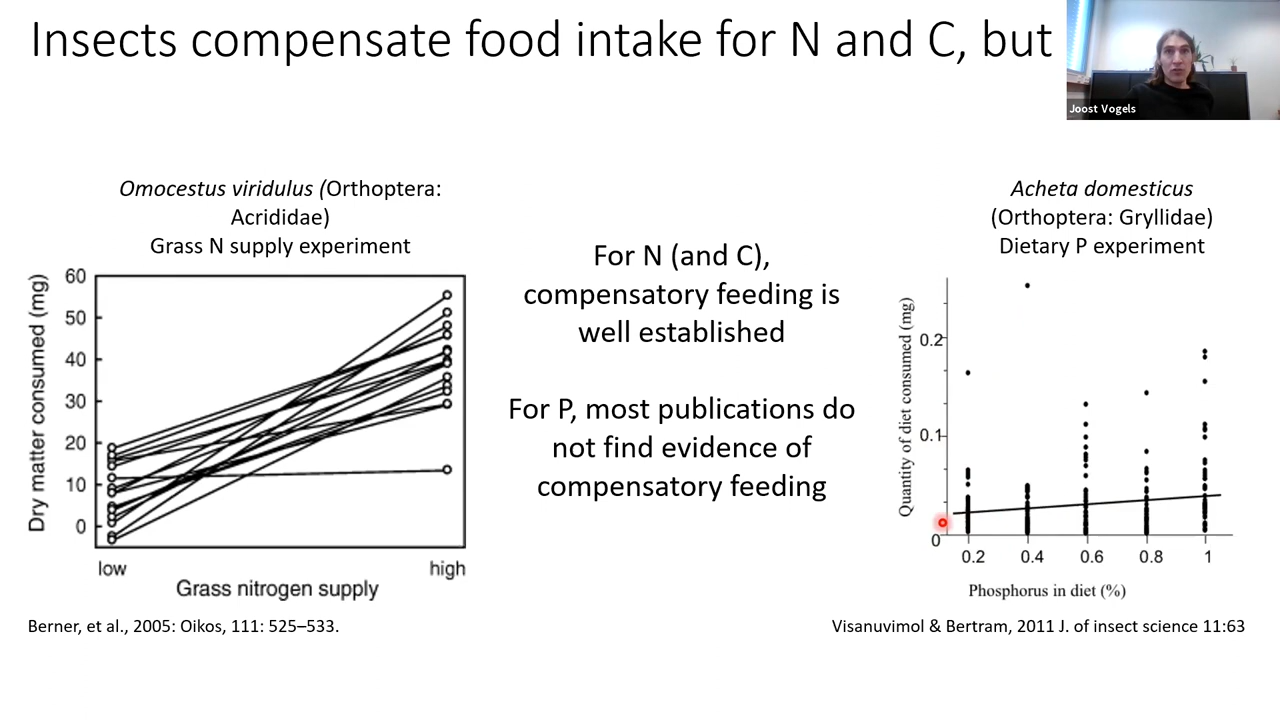 Insects compensate food intake for N and C, but
Joost Vogels
Omocestus viridulus (Orthoptera:
Acrididae)
Grass N supply experiment
Dry matter consumed (mg)
60
50
40
30
20
10
0
low
high
Grass nitrogen supply
Berner, et al., 2005: Oikos, 111: 525–533.
For N (and C),
compensatory feeding is
well established
For P, most publications do
not find evidence of
compensatory feeding
Acheta domesticus
(Orthoptera: Gryllidae)
Dietary P experiment
Quantity of diet consumed (mg)
0.2
0.1
0
0.2
0.4
0.6
0.8
1
Phosphorus in diet (%)
Visanuvimol & Bertram, 2011 J. of insect science 11:63